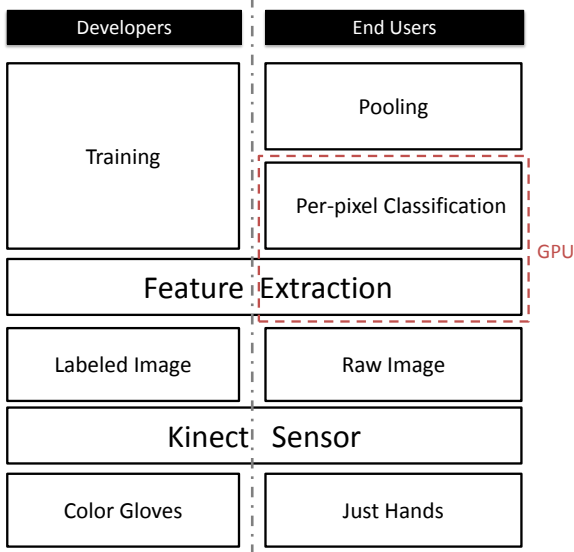 Developers
End Users
Training
Pooling
Per-pixel Classification
GPU
Feature Extraction
Labeled Image
Raw Image
Kinect Sensor
Color Gloves
Just Hands